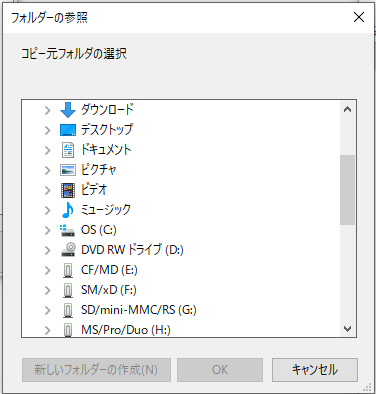 フォルダーの参照
コピー元フォルダの選択
ダウンロード
デスクトップ
ドキュメント
ピクチャ
ビデオ
ミュージック
OS (C:)
DVD RW ドライブ (D:)
CF/MD (E:)
SM/xD (F:)
SD/mini-MMC/RS (G:)
MS/Pro/Duo (H:)
新しいフォルダーの作成(N)
OK
キャンセル